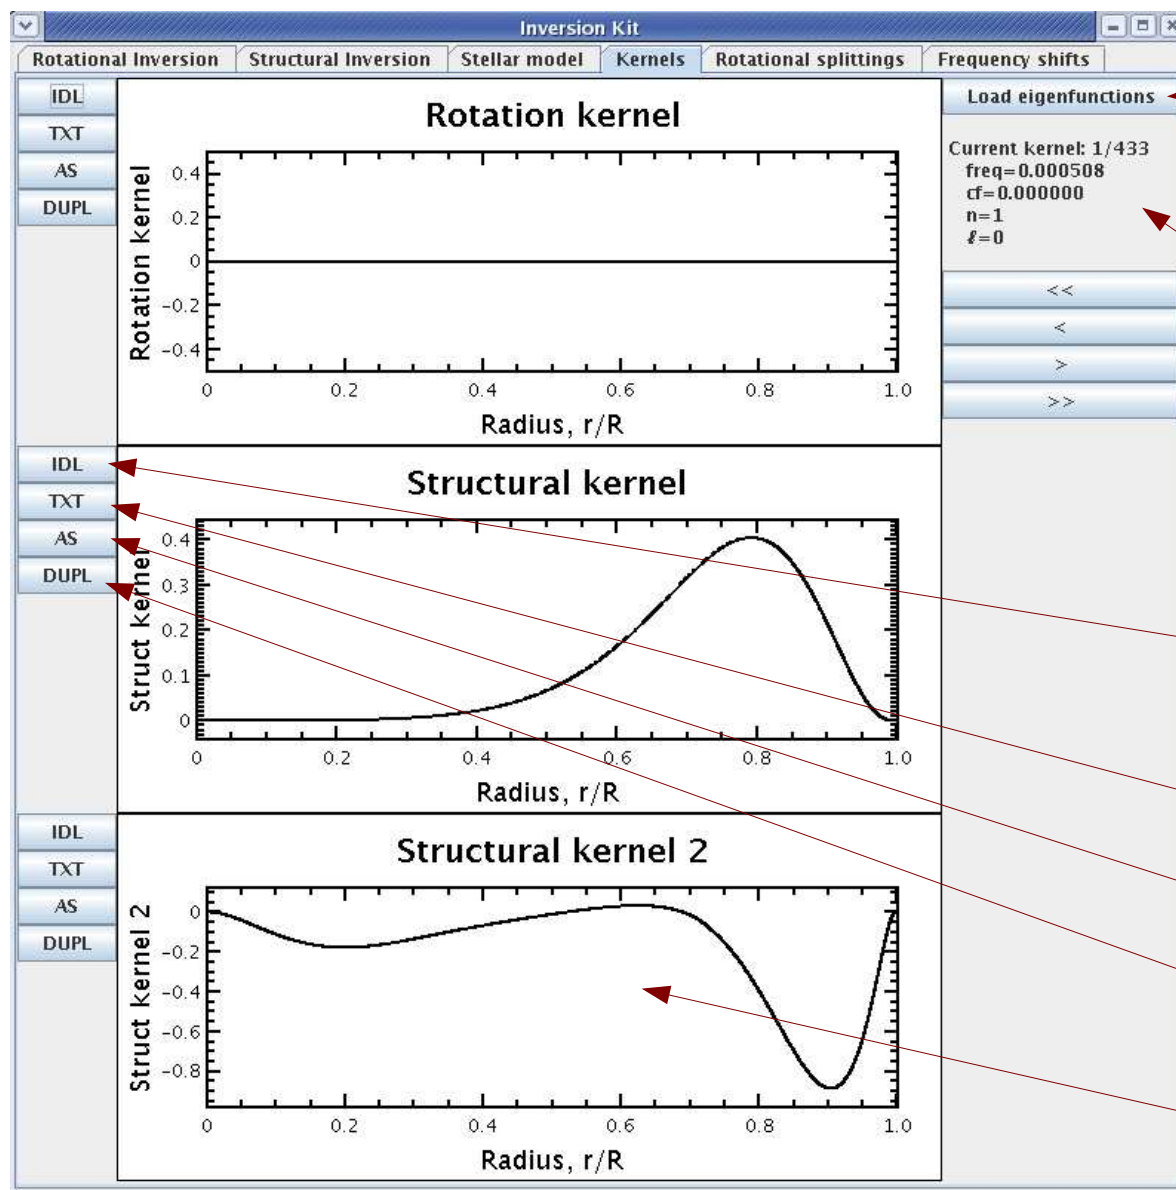 Inversion Kit
Rotational Inversion Structural Inversion Stellar model Kernels Rotational splittings Frequency shifts
IDL
TXT
AS
DUPL
Rotation kernel
Rotation kernel
0.4
0.2
0
-0.2
-0.4
0 0.2 0.4 0.6 0.8 1.0
Radius, r/R
Load eigenfunctions
Current kernel: 1/433
freq=0.000508
cf=0.000000
n=1
ℓ=0
<<
<
>
>>
IDL
TXT
AS
DUPL
Structural kernel
Struct kernel
0.4
0.3
0.2
0.1
0
0 0.2 0.4 0.6 0.8 1.0
Radius, r/R
IDL
TXT
AS
DUPL
Structural kernel 2
Struct kernel 2
0
-0.2
-0.4
-0.6
-0.8
0 0.2 0.4 0.6 0.8 1.0
Radius, r/R